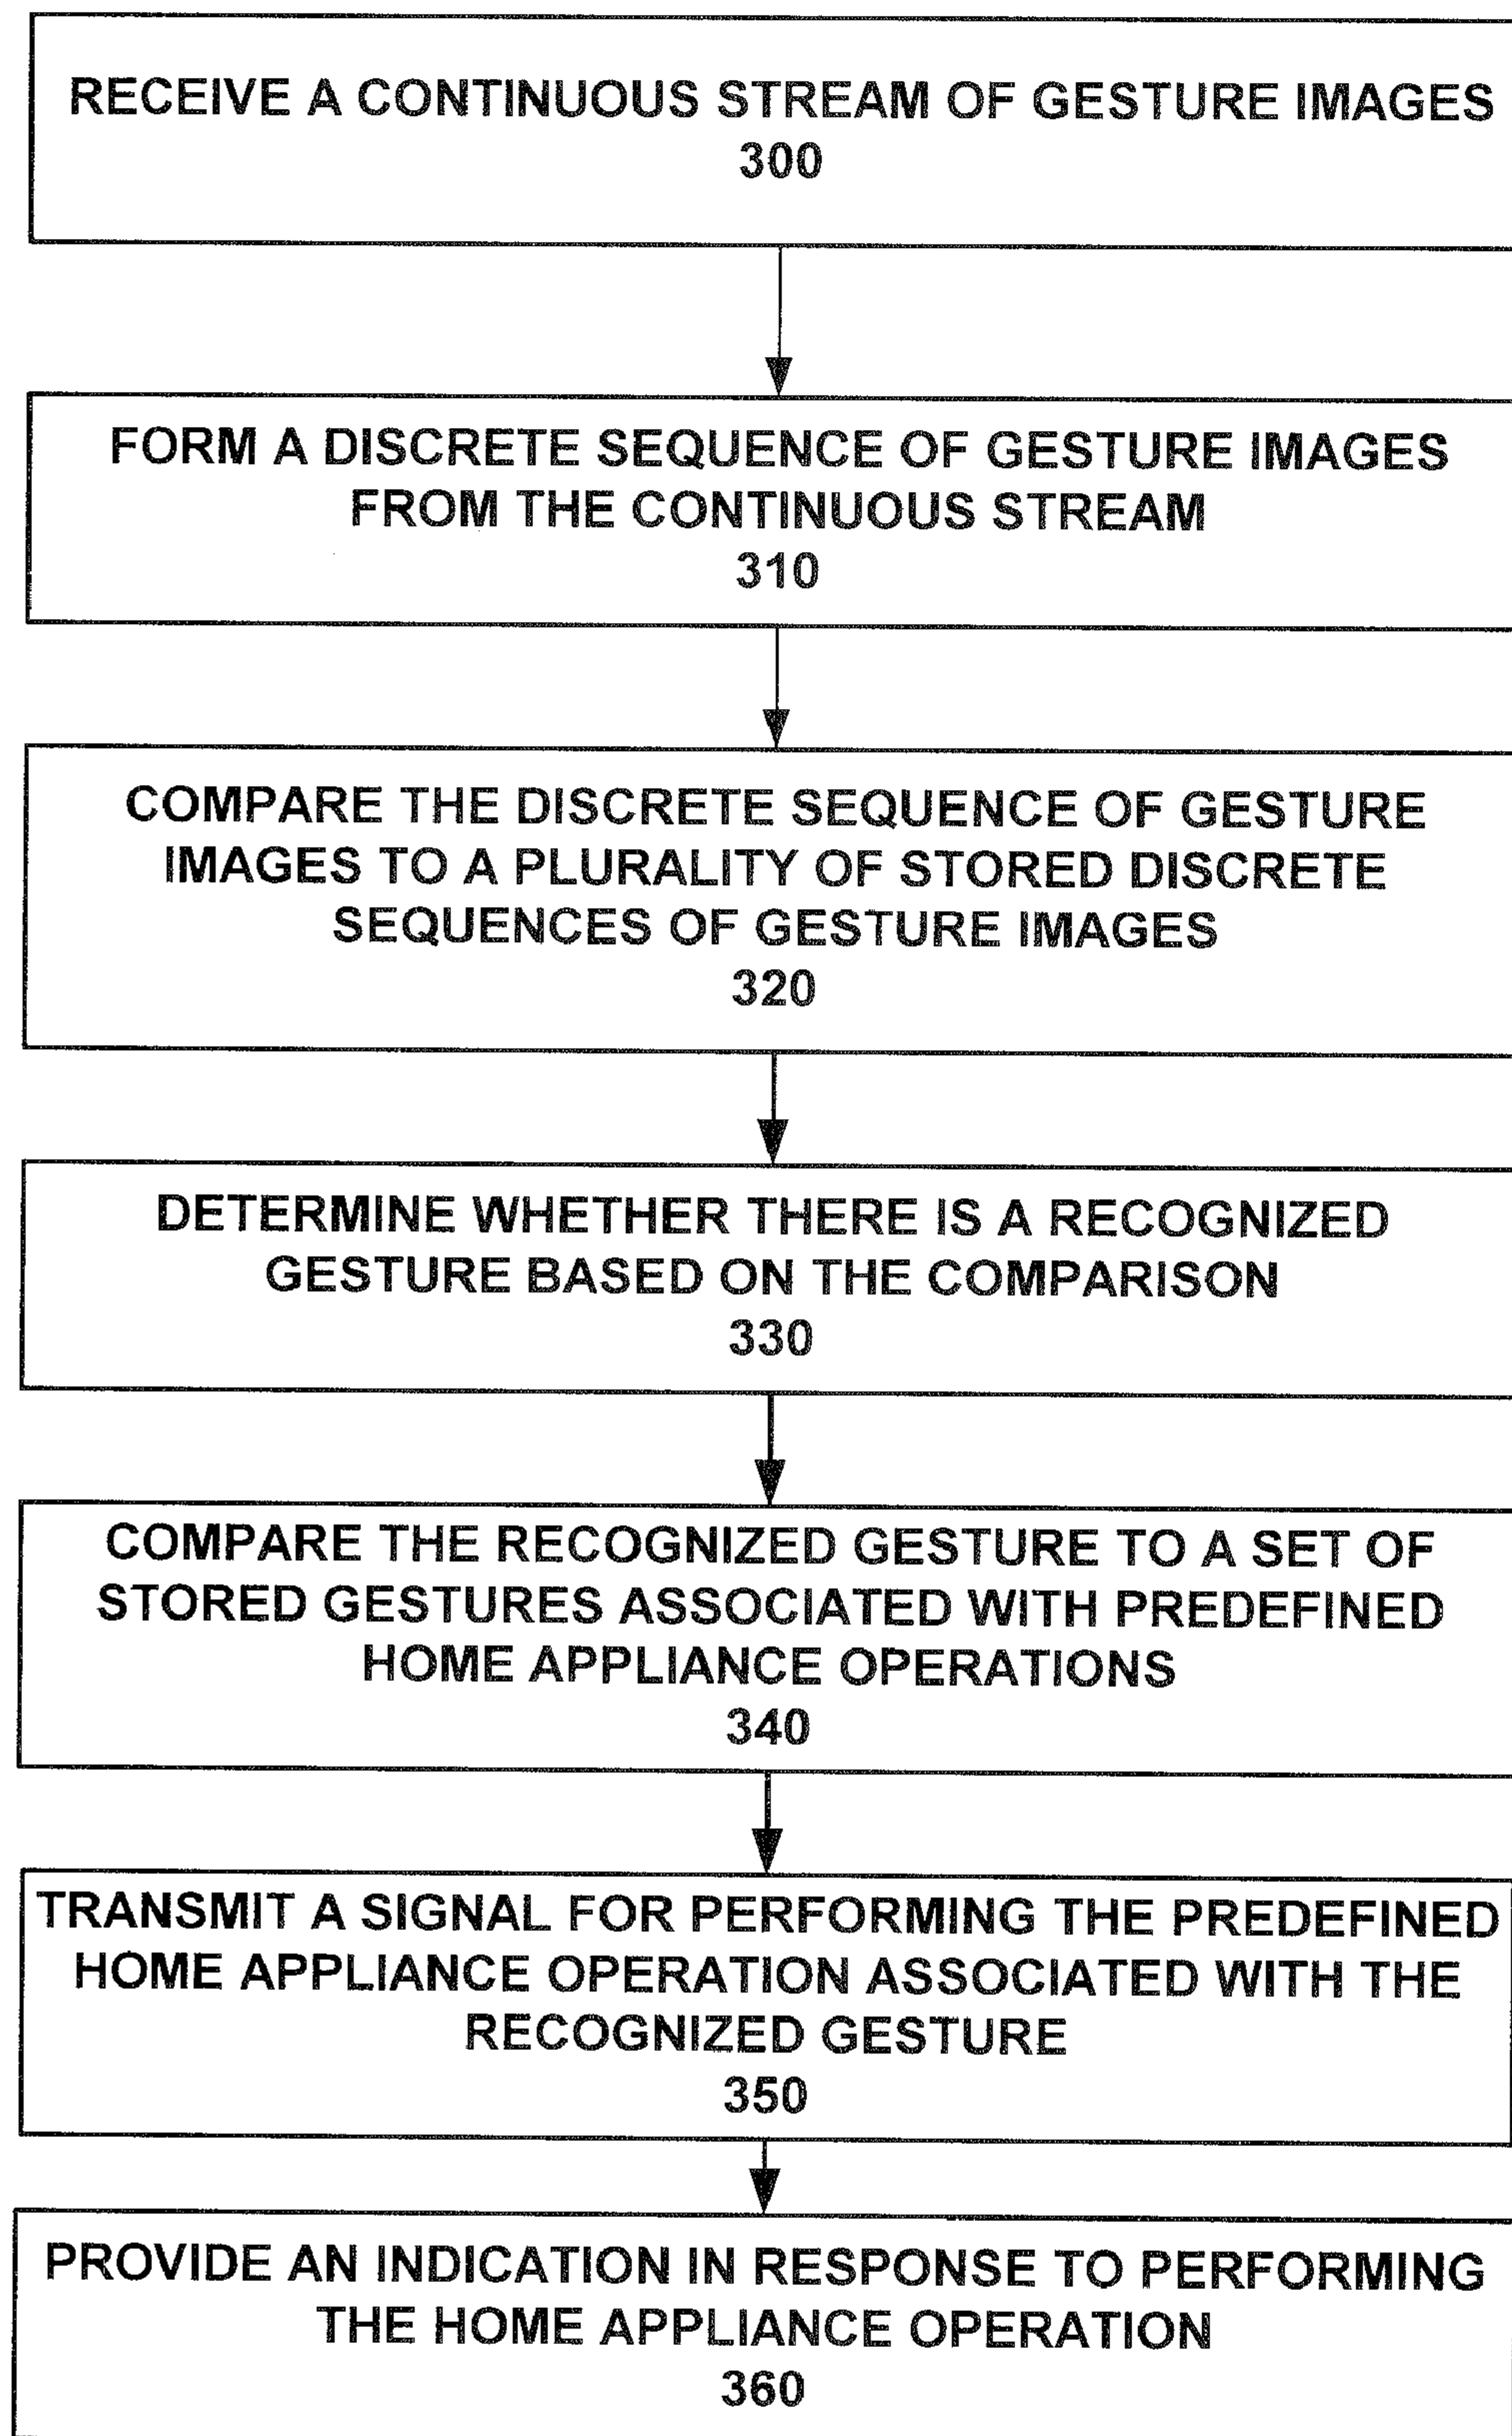 RECEIVE A CONTINUOUS STREAM OF GESTURE IMAGES
300
FORM A DISCRETE SEQUENCE OF GESTURE IMAGES
FROM THE CONTINUOUS STREAM
310
COMPARE THE DISCRETE SEQUENCE OF GESTURE
IMAGES TO A PLURALITY OF STORED DISCRETE
SEQUENCES OF GESTURE IMAGES
320
DETERMINE WHETHER THERE IS A RECOGNIZED
GESTURE BASED ON THE COMPARISON
330
COMPARE THE RECOGNIZED GESTURE TO A SET OF
STORED GESTURES ASSOCIATED WITH PREDEFINED
HOME APPLIANCE OPERATIONS
340
TRANSMIT A SIGNAL FOR PERFORMING THE PREDEFINED
HOME APPLIANCE OPERATION ASSOCIATED WITH THE
RECOGNIZED GESTURE
350
PROVIDE AN INDICATION IN RESPONSE TO PERFORMING
THE HOME APPLIANCE OPERATION
360